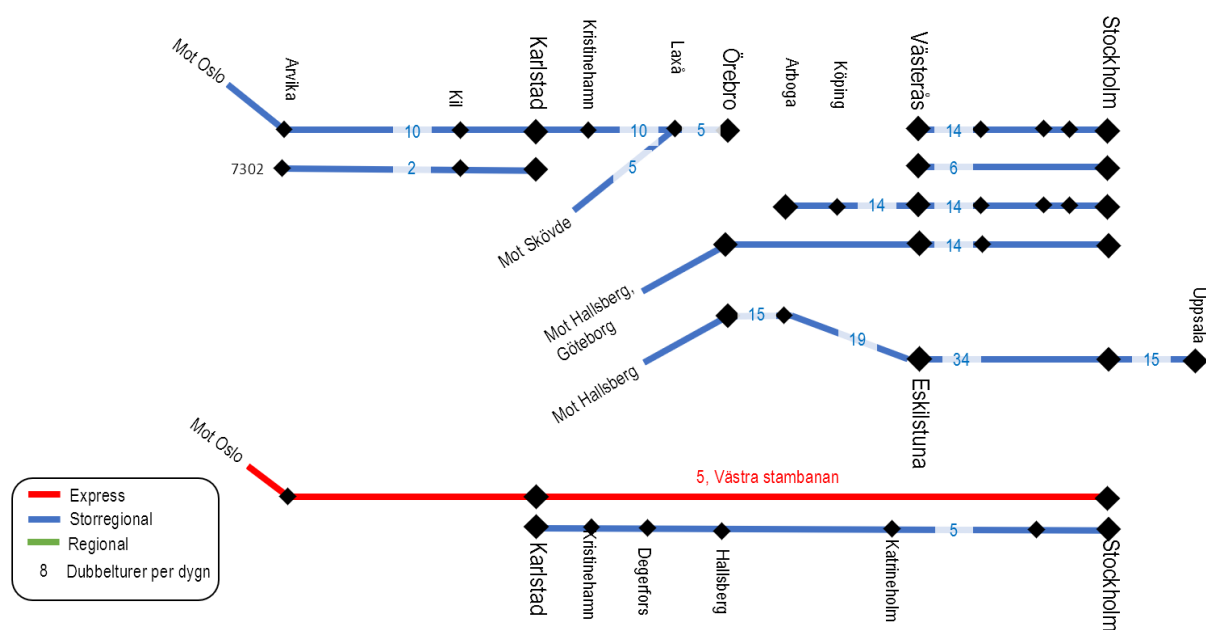 Mot Oslo
Arvika
Kil
Karlstad
Kristinehamn
Laxå
Örebro
Arboga
Köping
Västerås
Stockholm
10
10
5
14
7302
2
5
6
Mot Skövde
14
14
14
Mot Hallsberg,
Göteborg
Uppsala
15
19
34
15
Mot Hallsberg
Eskilstuna
Mot Oslo
5, Västra stambanan
Express
Storregional
Regional
8 Dubbelturer per dygn
5
Karlstad
Kristinehamn
Degerfors
Hallsberg
Katrineholm
Stockholm